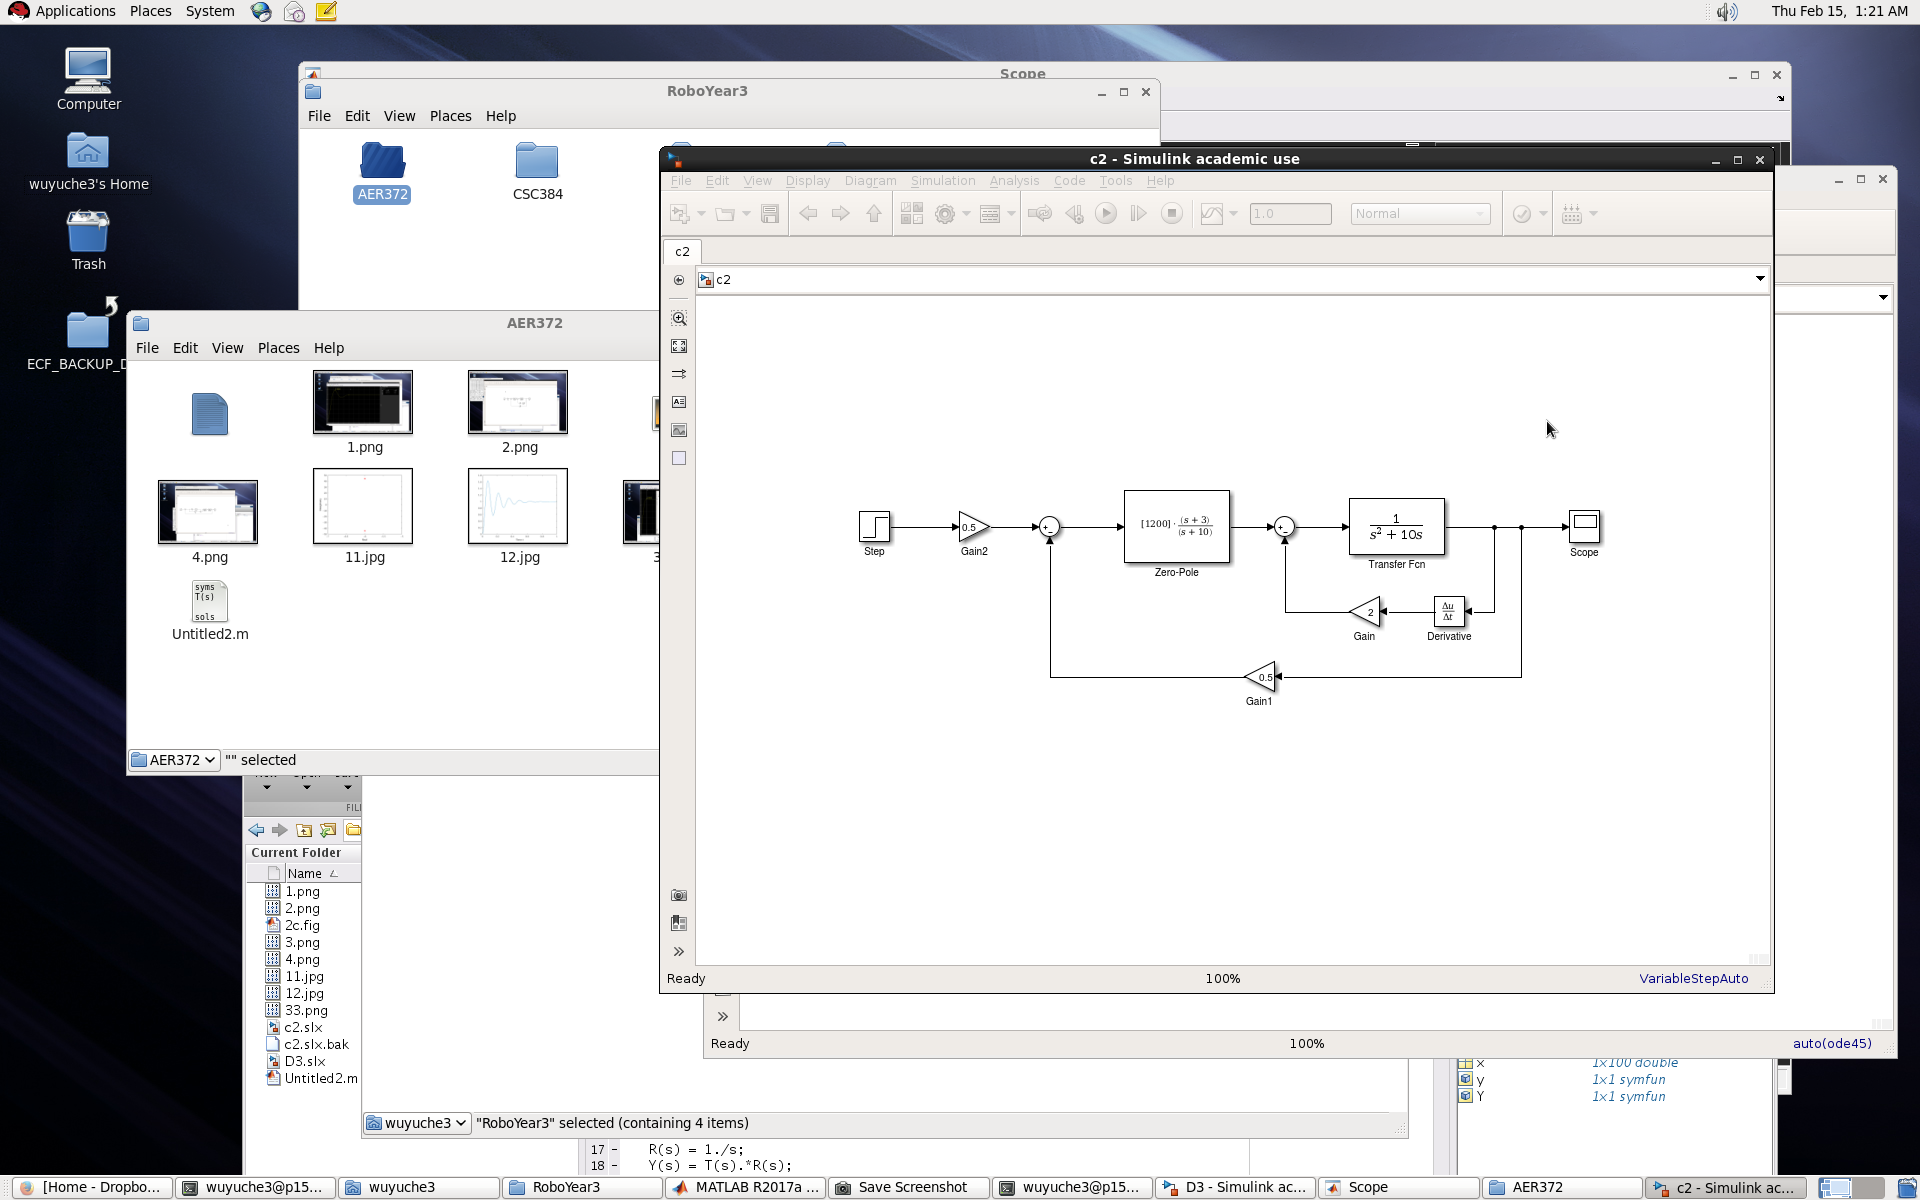 Applications Places System Thu Feb 15, 1:21 AM
Computer
wuyuche3's Home
Trash
ECF_BACKUP_D
Scope
RoboYear3
File Edit View Places Help
AER372 CSC384
AER372
File Edit View Places Help
1.png 2.png
4.png 11.jpg 12.jpg 3
syms
T(s)
sols
Untitled2.m
AER372 "" selected
c2 - Simulink academic use
File Edit View Display Diagram Simulation Analysis Code Tools Help
1.0 Normal
c2
c2
Step
0.5
Gain2
[1200] · (s + 3) / (s + 10)
Zero-Pole
1 / s² + 10s
Transfer Fcn
Scope
2
Gain
Δu / Δt
Derivative
0.5
Gain1
Ready 100% VariableStepAuto
Ready 100% auto(ode45)
Current Folder
Name
1.png
2.png
2c.fig
3.png
4.png
11.jpg
12.jpg
33.png
c2.slx
c2.slx.bak
D3.slx
Untitled2.m
x 1x100 double
y 1x1 symfun
Y 1x1 symfun
wuyuche3 "RoboYear3" selected (containing 4 items)
17 - R(s) = 1./s;
18 - Y(s) = T(s).*R(s);
[Home - Dropbo... wuyuche3@p15... wuyuche3 RoboYear3 MATLAB R2017a ... Save Screenshot wuyuche3@p15... D3 - Simulink ac... Scope AER372 c2 - Simulink ac...